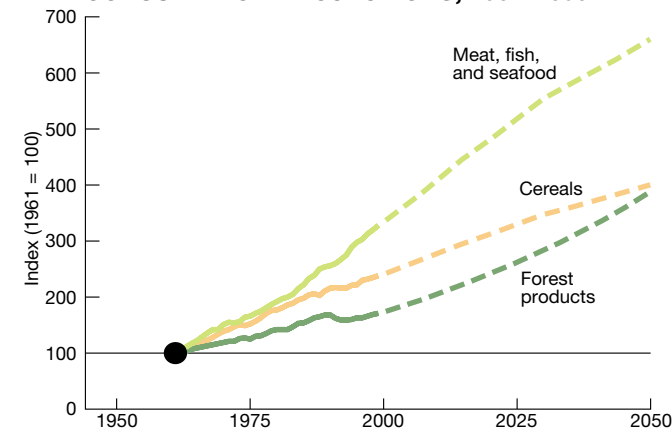 700
600
500
400
300
200
100
0
Index (1961 = 100)
Meat, fish,
and seafood
Cereals
Forest
products
1950
1975
2000
2025
2050